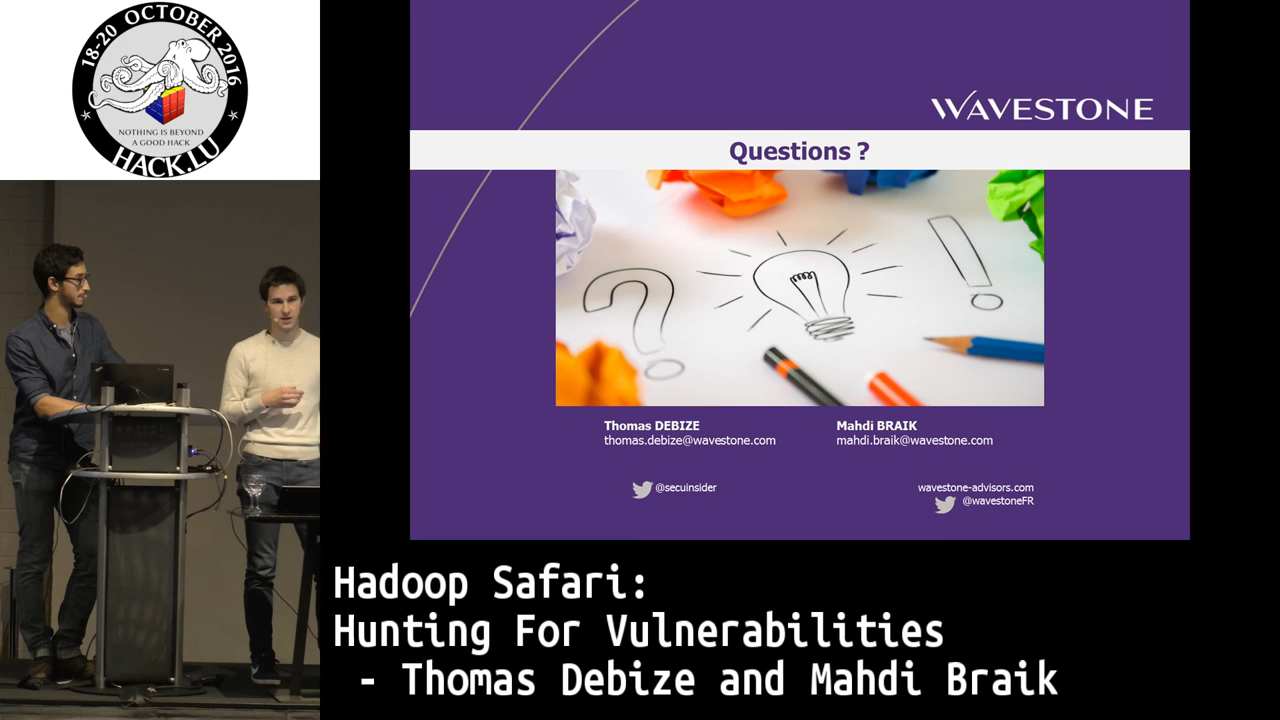 18-20 OCTOBER 2016
NOTHING IS BEYOND
A GOOD HACK
HACK.LU
WAVESTONE
Questions ?
Thomas DEBIZE
thomas.debize@wavestone.com
Mahdi BRAIK
mahdi.braik@wavestone.com
@secuinsider
wavestone-advisors.com
@wavestoneFR
Hadoop Safari:
Hunting For Vulnerabilities
- Thomas Debize and Mahdi Braik